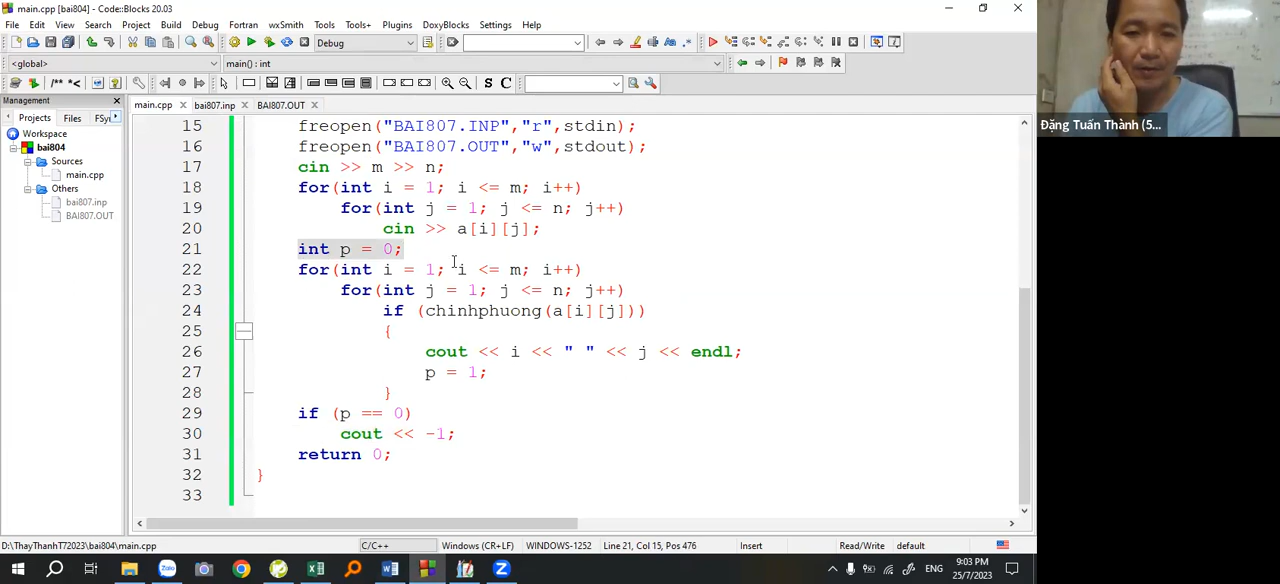 main.cpp [bai804] - Code::Blocks 20.03
File Edit View Search Project Build Debug Fortran wxSmith Tools Tools+ Plugins DoxyBlocks Settings Help
Debug
<global> main() : int
/** *< S C
Management
Projects Files FSy
Workspace
bai804
Sources
main.cpp
Others
bai807.inp
BAI807.OUT
main.cpp bai807.inp BAI807.OUT
15 freopen("BAI807.INP","r",stdin);
16 freopen("BAI807.OUT","w",stdout);
17 cin >> m >> n;
18 for(int i = 1; i <= m; i++)
19 for(int j = 1; j <= n; j++)
20 cin >> a[i][j];
21 int p = 0;
22 for(int i = 1; i <= m; i++)
23 for(int j = 1; j <= n; j++)
24 if (chinhphuong(a[i][j]))
25 {
26 cout << i << " " << j << endl;
27 p = 1;
28 }
29 if (p == 0)
30 cout << -1;
31 return 0;
32 }
33
Đặng Tuấn Thành (5...
D:\ThayThanhT72023\bai804\main.cpp C/C++ Windows (CR+LF) WINDOWS-1252 Line 21, Col 15, Pos 476 Insert Read/Write default
Zalo ENG 9:03 PM
25/7/2023